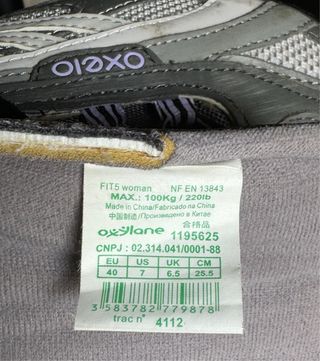 oxelo
FIT5 woman NF EN 13843
MAX.: 100Kg / 220lb
Made in China/Fabricado na China
中国制造/Произведено в Китае
合格品
oxylane 1195625
CNPJ : 02.314.041/0001-88
EU US UK CM
40 7 6.5 25.5
3 583782 779878
trac n° 4112